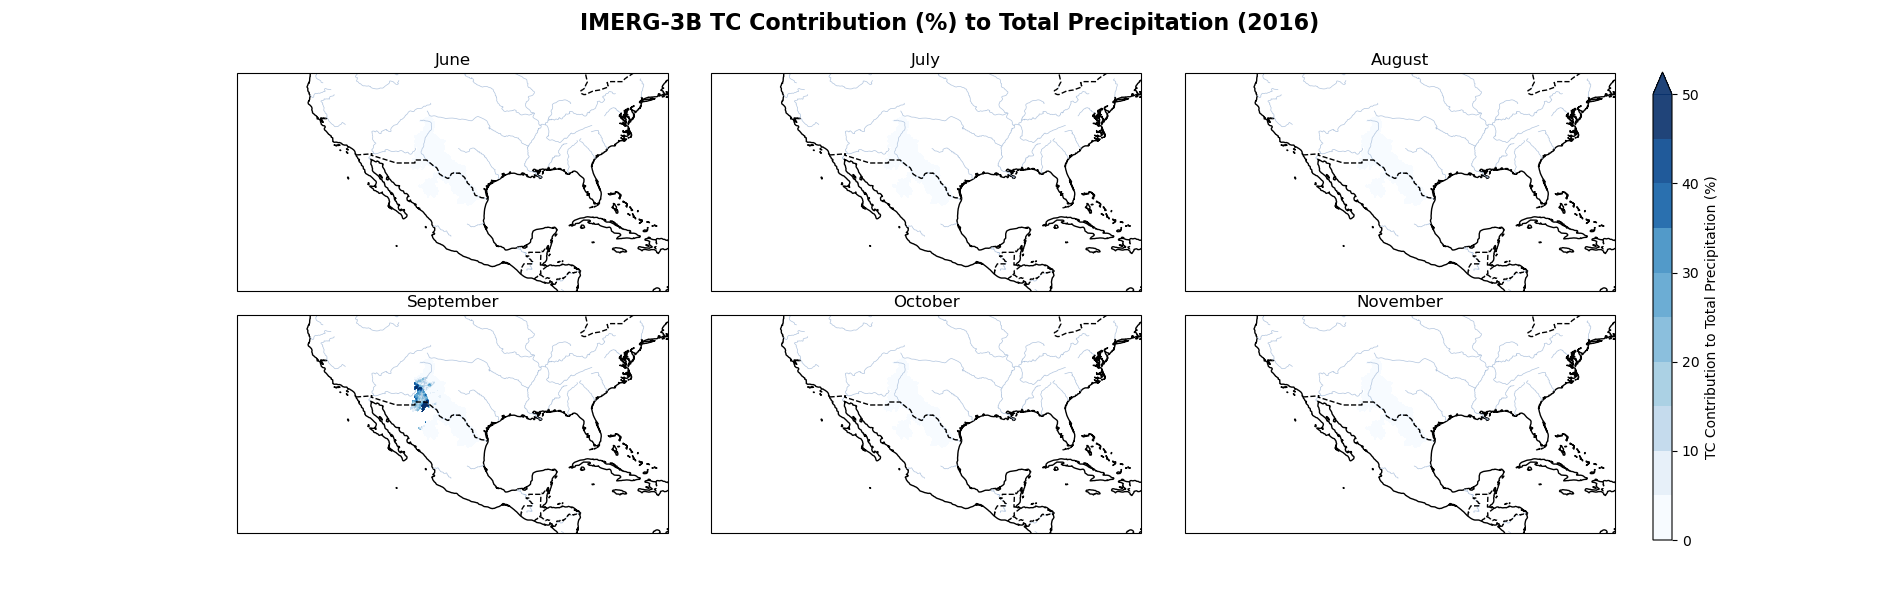 IMERG-3B TC Contribution (%) to Total Precipitation (2016)
June
July
August
September
October
November
50
40
30
20
10
0
TC Contribution to Total Precipitation (%)